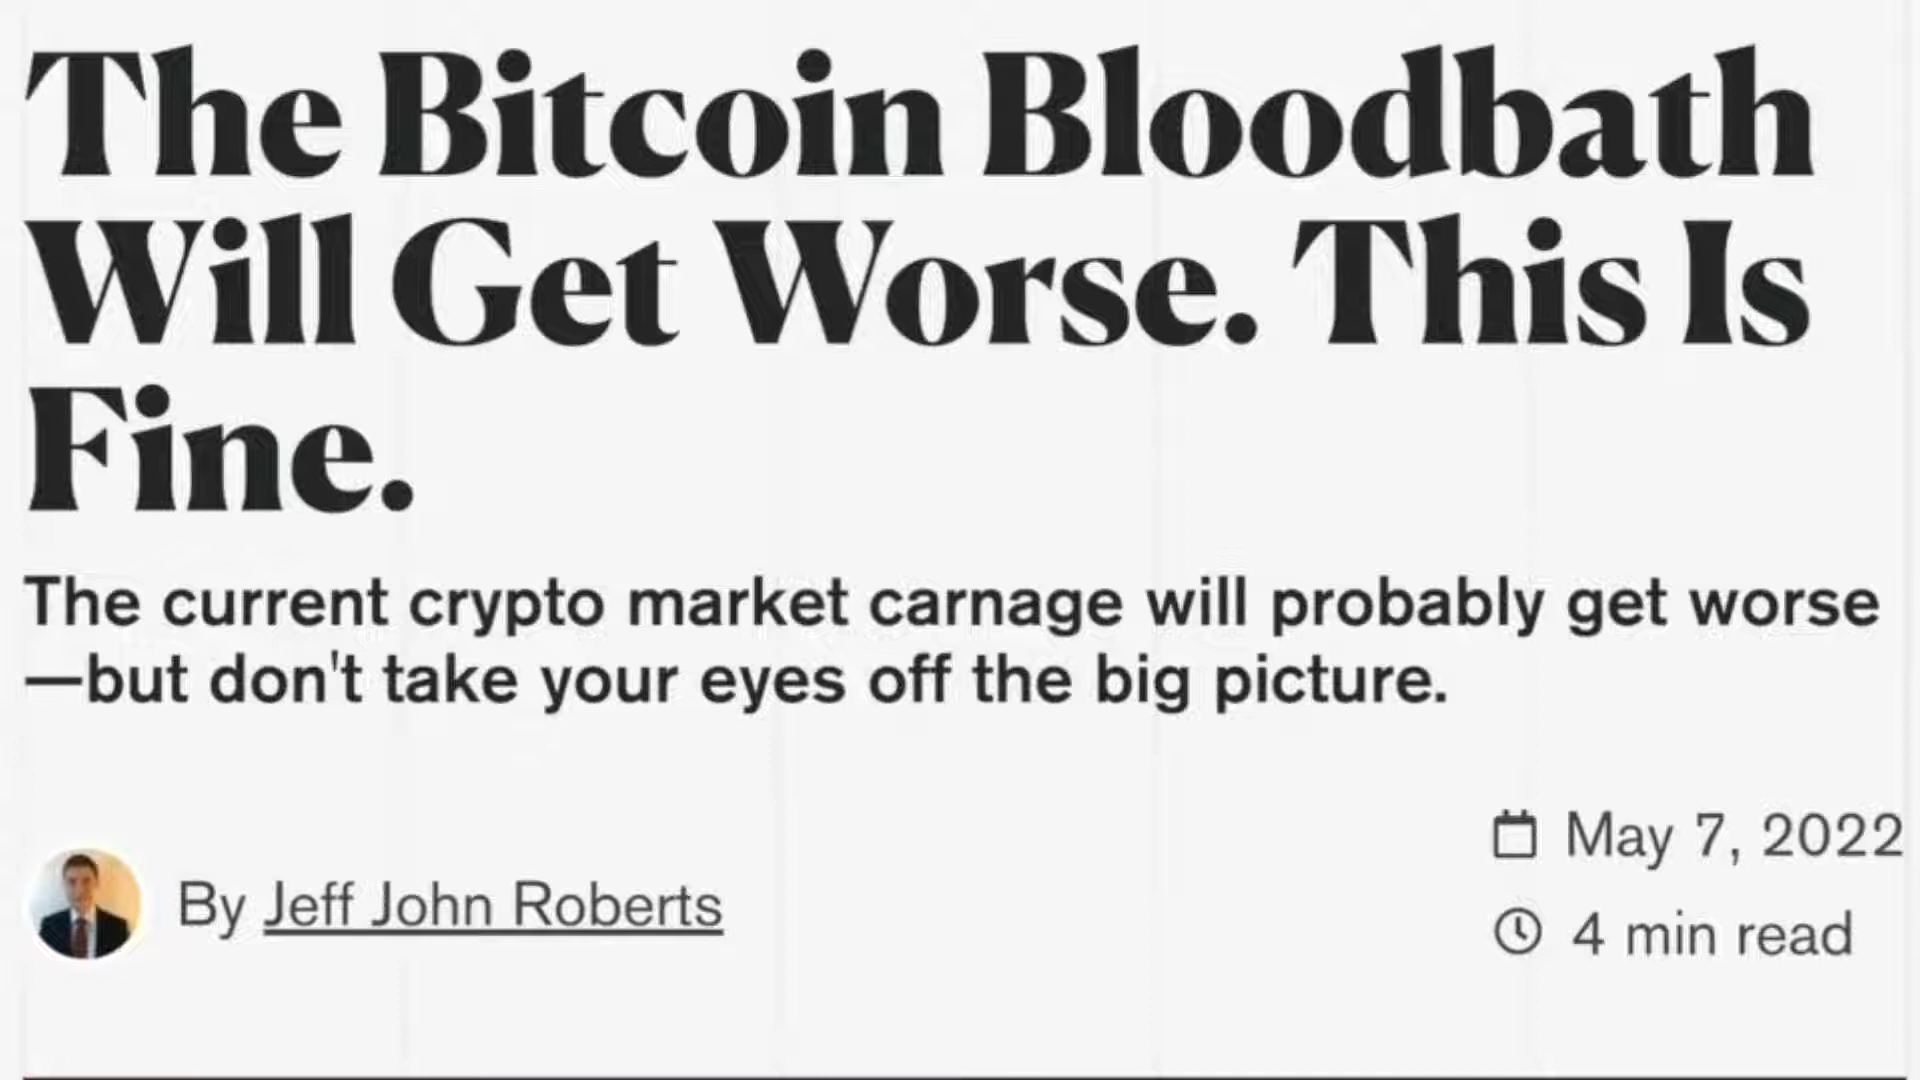 The Bitcoin Bloodbath
Will Get Worse. This Is
Fine.
The current crypto market carnage will probably get worse
—but don't take your eyes off the big picture.
May 7, 2022
By Jeff John Roberts
4 min read